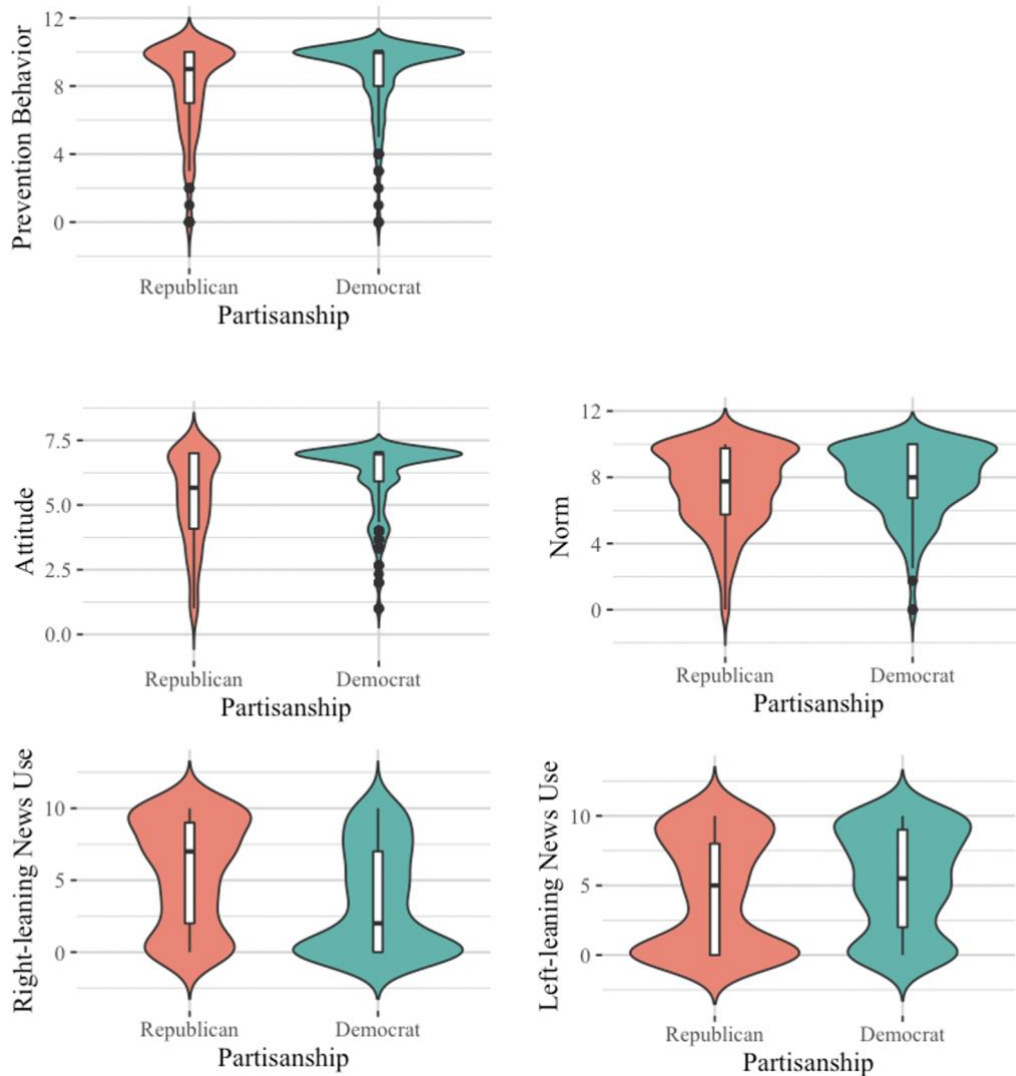 Prevention Behavior
12
8
4
0
Republican Democrat
Partisanship
Attitude
7.5
5.0
2.5
0.0
Republican Democrat
Partisanship
Norm
12
8
4
0
Republican Democrat
Partisanship
Right-leaning News Use
10
5
0
Republican Democrat
Partisanship
Left-leaning News Use
10
5
0
Republican Democrat
Partisanship